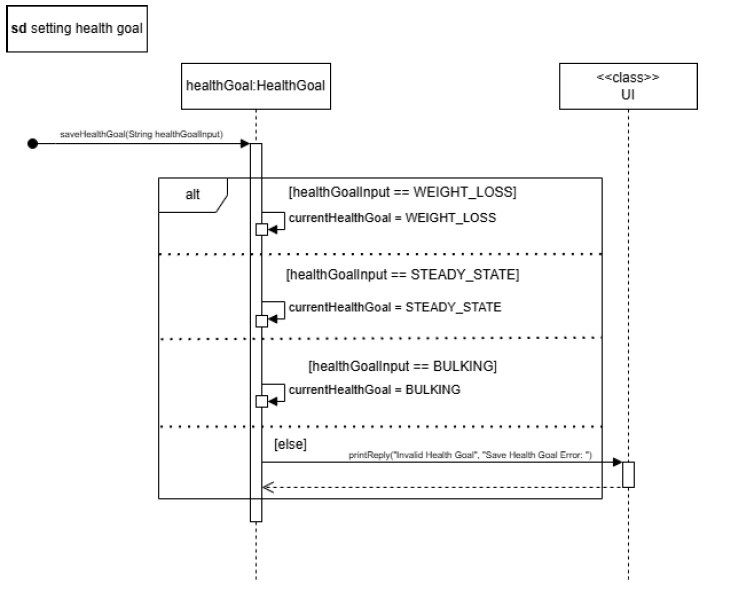 sd setting health goal
healthGoal:HealthGoal
<<class>>
UI
saveHealthGoal(String healthGoalInput)
alt
[healthGoalInput == WEIGHT_LOSS]
currentHealthGoal = WEIGHT_LOSS
[healthGoalInput == STEADY_STATE]
currentHealthGoal = STEADY_STATE
[healthGoalInput == BULKING]
currentHealthGoal = BULKING
[else]
printReply("Invalid Health Goal", "Save Health Goal Error: ")